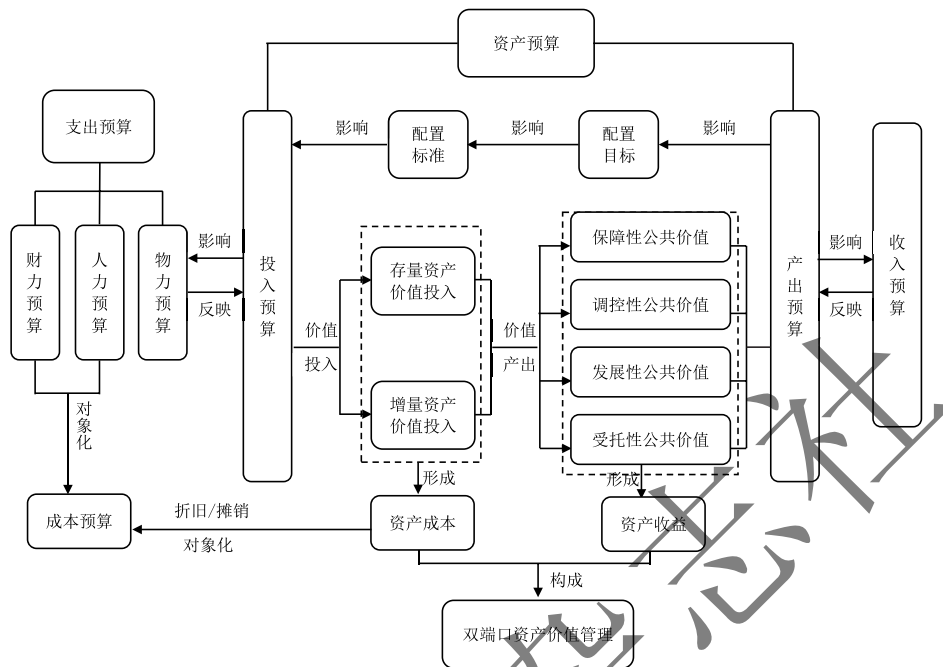 资产预算
支出预算
影响
配置
标准
影响
配置
目标
影响
财力预算
人力预算
物力预算
影响
反映
投入预算
价值
投入
存量资产
价值投入
增量资产
价值投入
价值
产出
保障性公共价值
调控性公共价值
发展性公共价值
受托性公共价值
产出预算
影响
反映
收入预算
对象化
形成
形成
成本预算
折旧/摊销
对象化
资产成本
资产收益
构成
双端口资产价值管理
志社